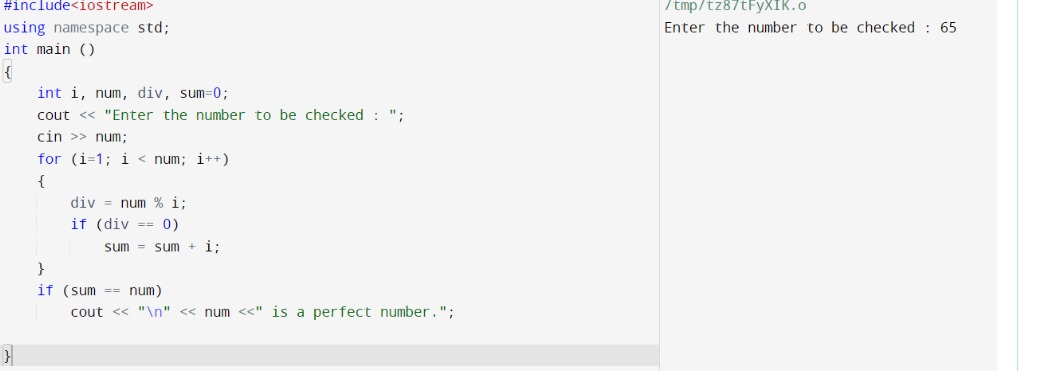 #include<iostream>
using namespace std;
int main ()
{
    int i, num, div, sum=0;
    cout << "Enter the number to be checked : ";
    cin >> num;
    for (i=1; i < num; i++)
    {
        div = num % i;
        if (div == 0)
            sum = sum + i;
    }
    if (sum == num)
        cout << "\n" << num <<" is a perfect number.";
}
/tmp/tz87tFyXIK.o
Enter the number to be checked : 65